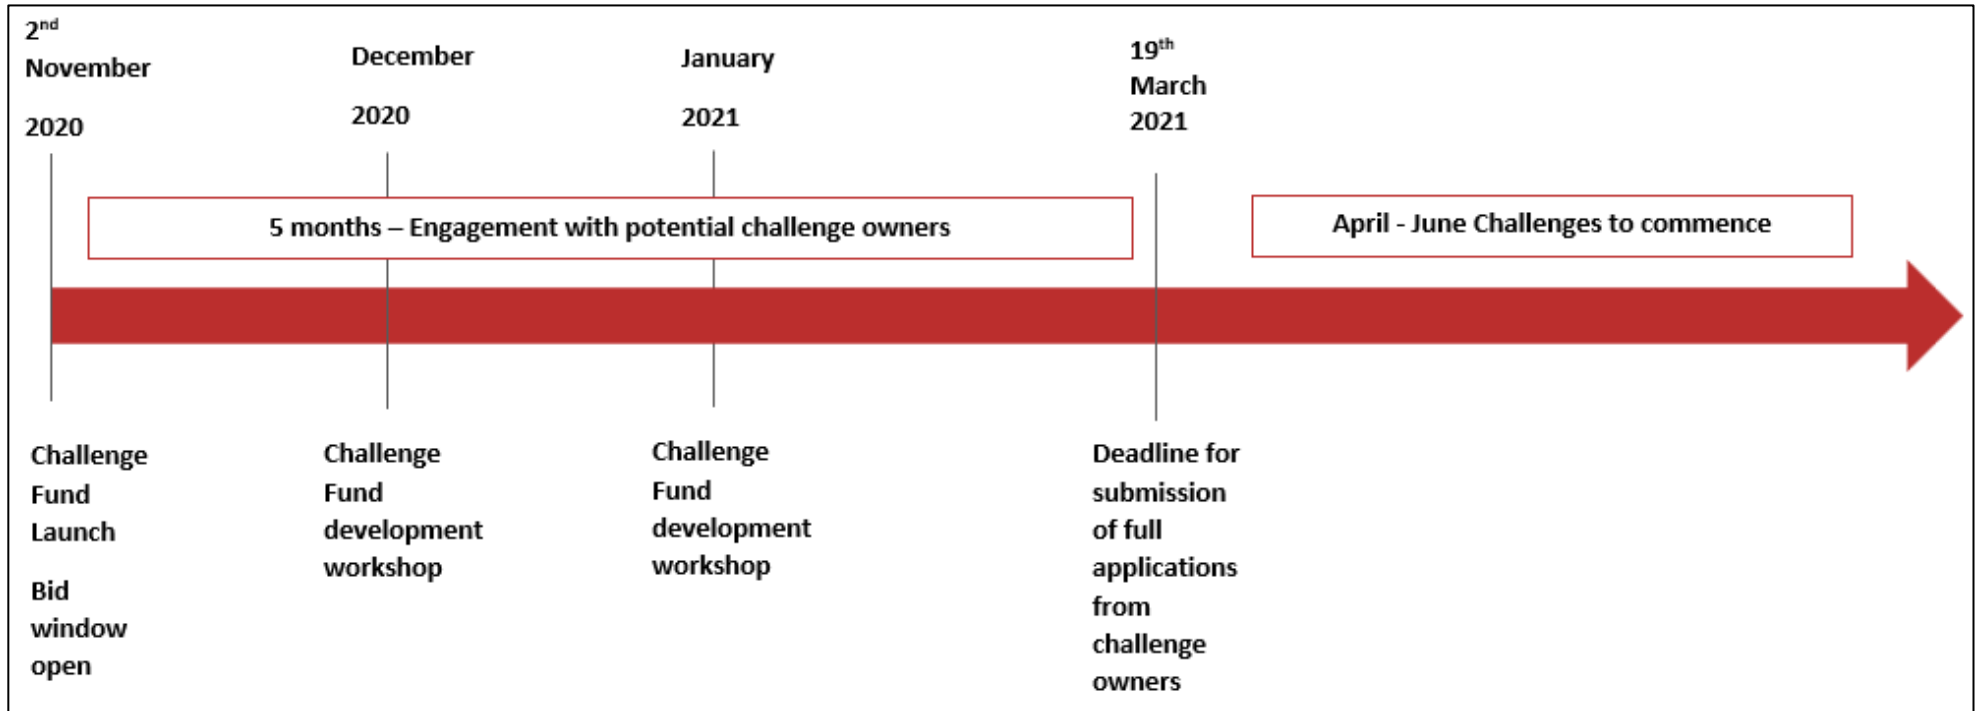 2nd
November
2020
December
2020
January
2021
19th
March
2021
5 months – Engagement with potential challenge owners
April - June Challenges to commence
Challenge
Fund
Launch
Bid
window
open
Challenge
Fund
development
workshop
Challenge
Fund
development
workshop
Deadline for
submission
of full
applications
from
challenge
owners